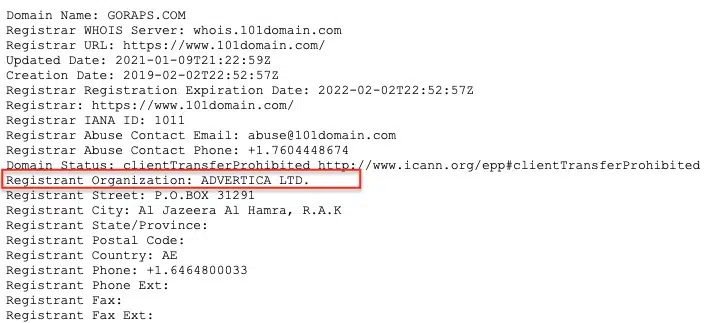 Domain Name: GORAPS.COM
Registrar WHOIS Server: whois.101domain.com
Registrar URL: https://www.101domain.com/
Updated Date: 2021-01-09T21:22:59Z
Creation Date: 2019-02-02T22:52:57Z
Registrar Registration Expiration Date: 2022-02-02T22:52:57Z
Registrar: https://www.101domain.com/
Registrar IANA ID: 1011
Registrar Abuse Contact Email: abuse@101domain.com
Registrar Abuse Contact Phone: +1.7604448674
Domain Status: clientTransferProhibited http://www.icann.org/epp#clientTransferProhibited
Registrant Organization: ADVERTICA LTD.
Registrant Street: P.O.BOX 31291
Registrant City: Al Jazeera Al Hamra, R.A.K
Registrant State/Province:
Registrant Postal Code:
Registrant Country: AE
Registrant Phone: +1.6464800033
Registrant Phone Ext:
Registrant Fax:
Registrant Fax Ext: